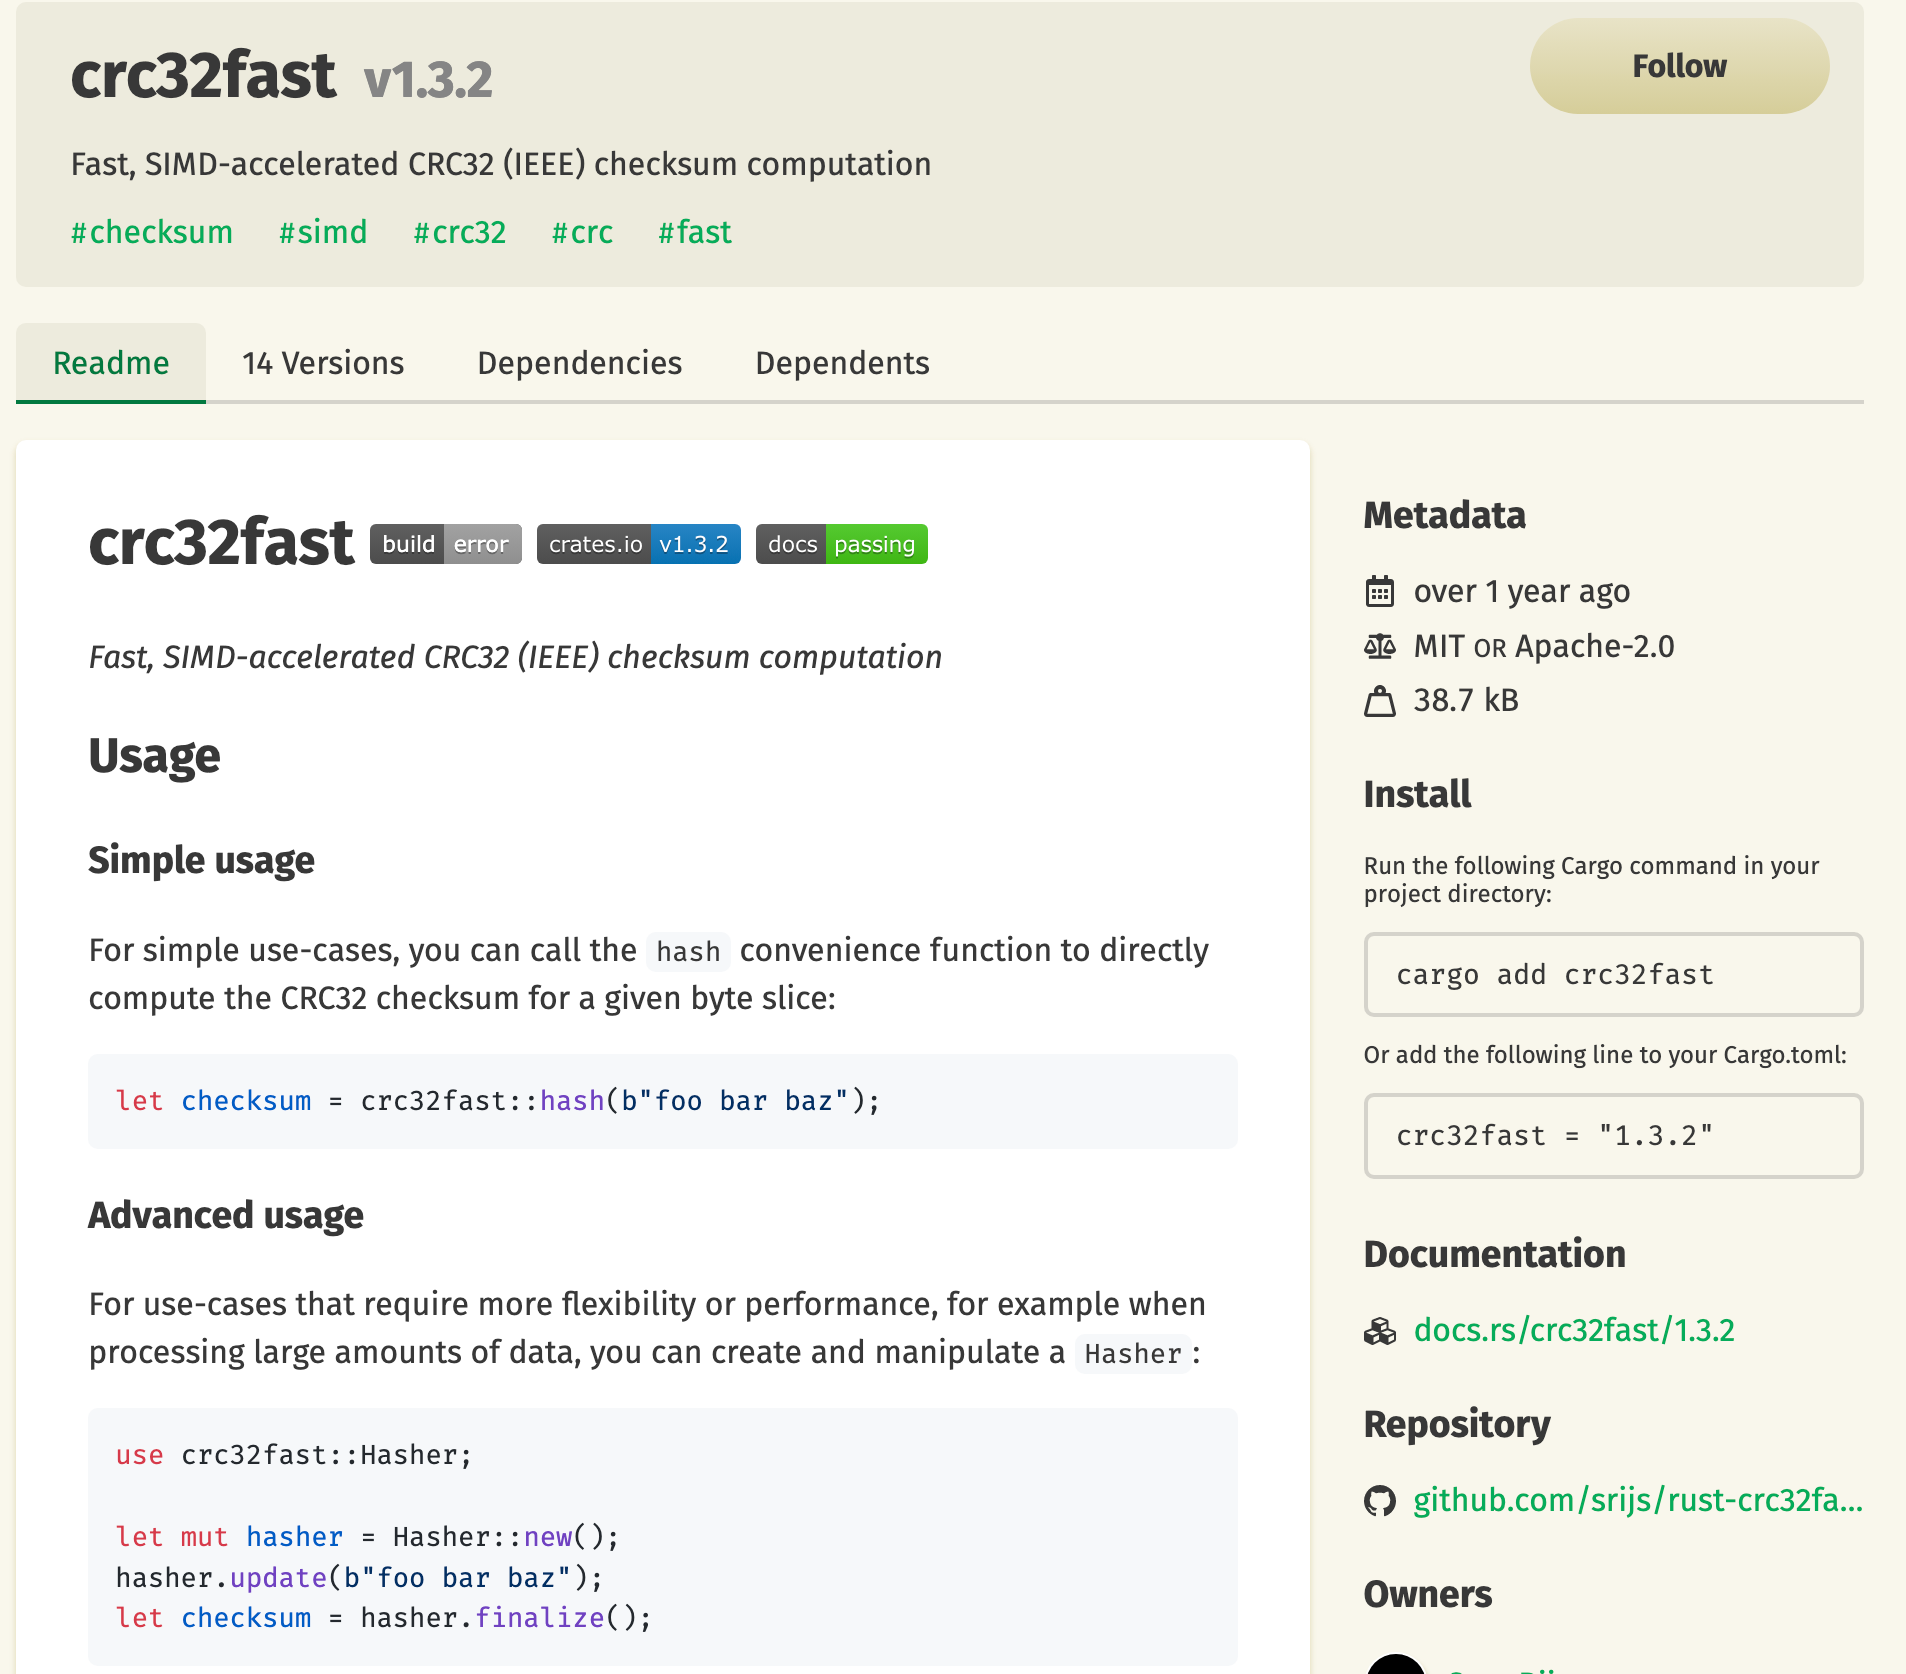 crc32fast v1.3.2
Follow
Fast, SIMD-accelerated CRC32 (IEEE) checksum computation
#checksum #simd #crc32 #crc #fast
Readme 14 Versions Dependencies Dependents
crc32fast build error crates.io v1.3.2 docs passing
Fast, SIMD-accelerated CRC32 (IEEE) checksum computation
Usage
Simple usage
For simple use-cases, you can call the hash convenience function to directly
compute the CRC32 checksum for a given byte slice:
let checksum = crc32fast::hash(b"foo bar baz");
Advanced usage
For use-cases that require more flexibility or performance, for example when
processing large amounts of data, you can create and manipulate a Hasher:
use crc32fast::Hasher;
let mut hasher = Hasher::new();
hasher.update(b"foo bar baz");
let checksum = hasher.finalize();
Metadata
over 1 year ago
MIT OR Apache-2.0
38.7 kB
Install
Run the following Cargo command in your
project directory:
cargo add crc32fast
Or add the following line to your Cargo.toml:
crc32fast = "1.3.2"
Documentation
docs.rs/crc32fast/1.3.2
Repository
github.com/srijs/rust-crc32fa...
Owners